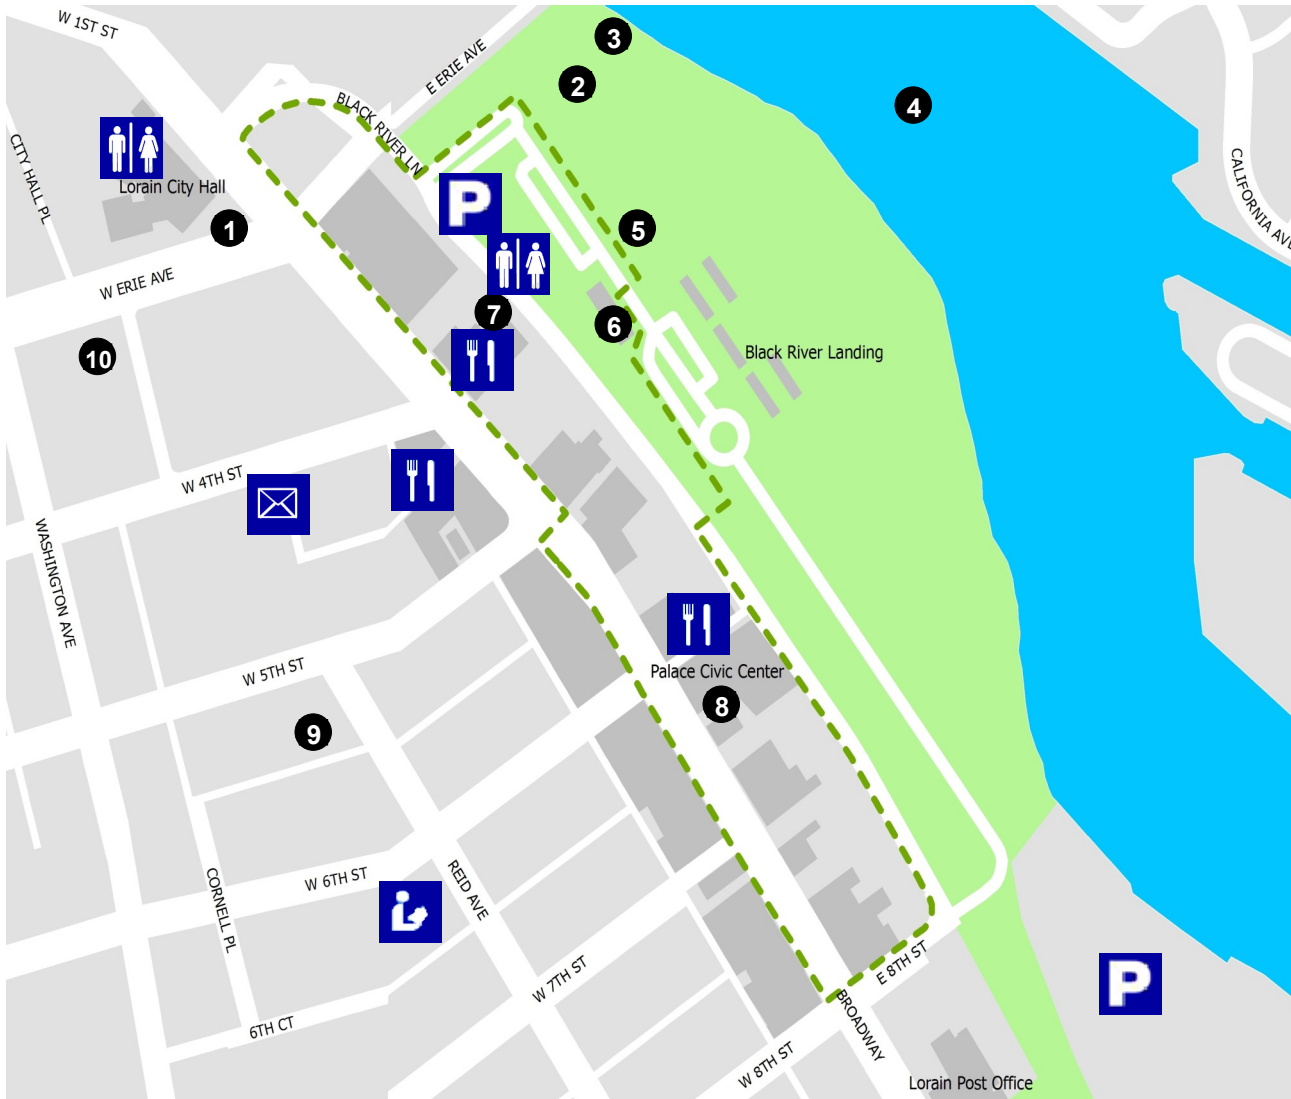 W 1ST ST
3
E ERIE AVE
2
4
BLACK RIVER LN
CITY HALL PL
CALIFORNIA AVE
Lorain City Hall
P
1
5
W ERIE AVE
7
6
10
Black River Landing
W 4TH ST
WASHINGTON AVE
W 5TH ST
Palace Civic Center
8
9
W 6TH ST
REID AVE
CORNELL PL
W 7TH ST
E 8TH ST
P
6TH CT
BROADWAY
W 8TH ST
Lorain Post Office